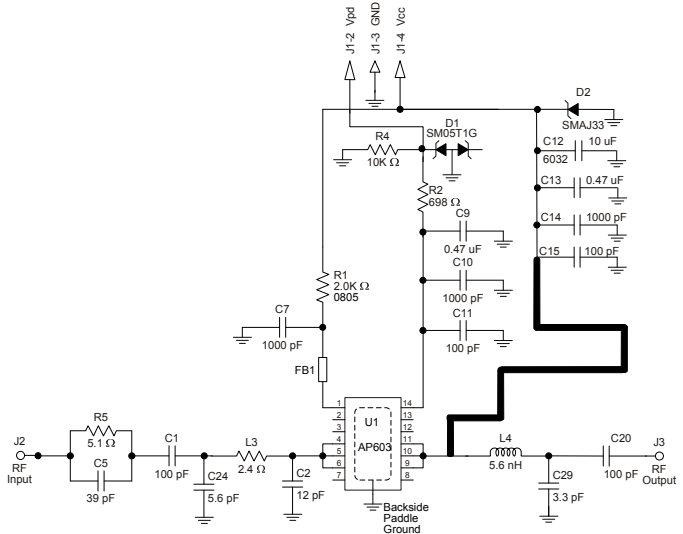 J1-2 Vpd
J1-3 GND
J1-4 Vcc
D2
SMAJ33
D1
SM05T1G
R4
10K Ω
C12
10 uF
6032
C13
0.47 uF
C14
1000 pF
C15
100 pF
R2
698 Ω
C9
0.47 uF
C10
1000 pF
C11
100 pF
R1
2.0K Ω
0805
C7
1000 pF
FB1
1
2
3
4
5
6
7
14
13
12
11
10
9
8
U1
AP603
J2
RF
Input
R5
5.1 Ω
C5
39 pF
C1
100 pF
C24
5.6 pF
L3
2.4 Ω
C2
12 pF
Backside
Paddle
Ground
L4
5.6 nH
C29
3.3 pF
C20
100 pF
J3
RF
Output